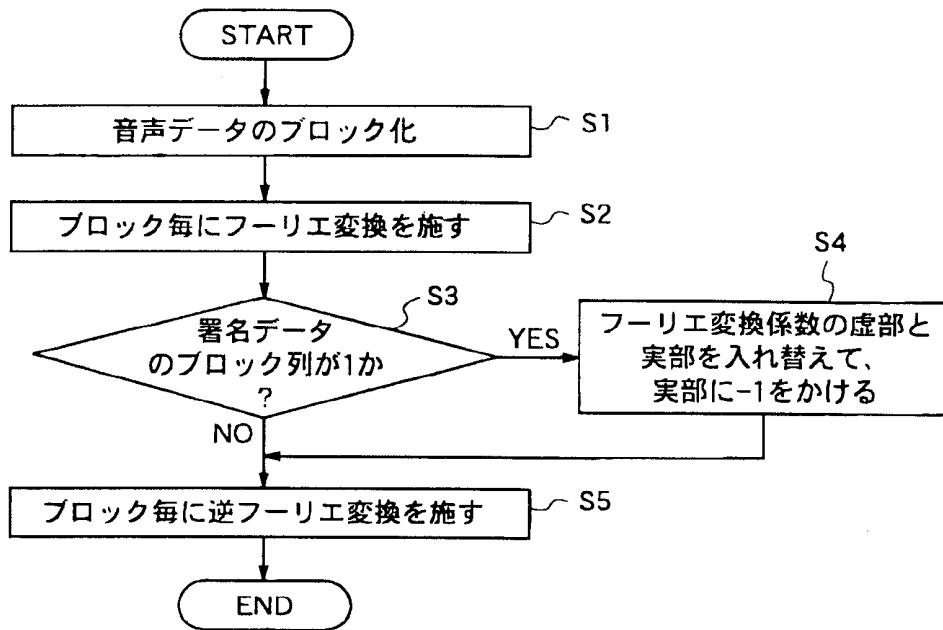 START
音声データのブロック化
S1
ブロック毎にフーリエ変換を施す
S2
S3
署名データ
のブロック列が1か
?
YES
NO
S4
フーリエ変換係数の虚部と
実部を入れ替えて、
実部に-1をかける
ブロック毎に逆フーリエ変換を施す
S5
END